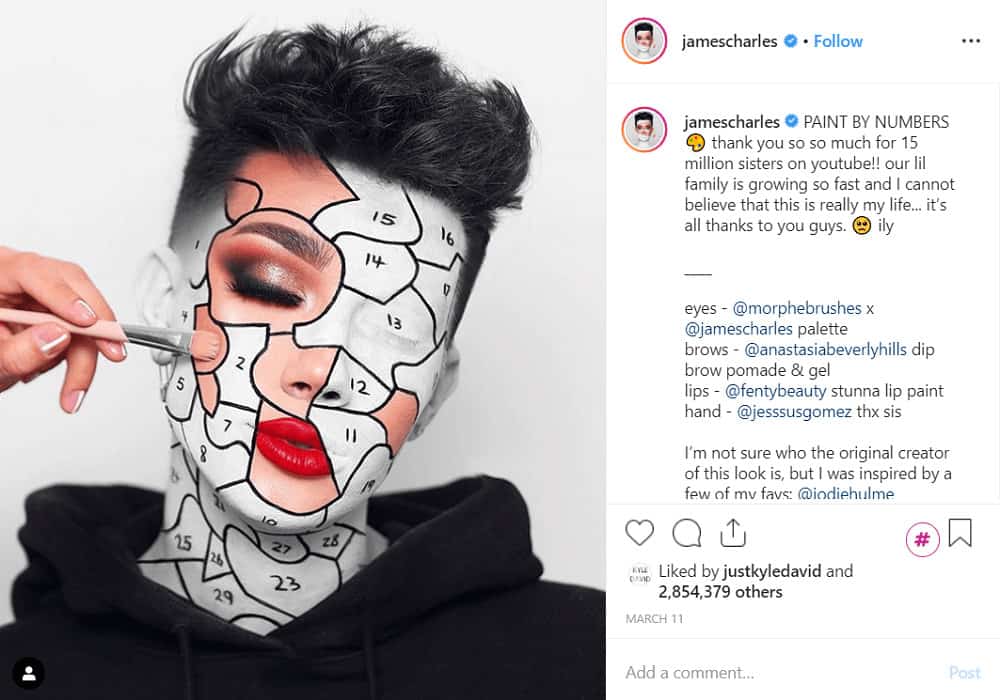 15
16
1
14
17
13
4
2
12
5
7
11
8
19
10
25
27
28
26
23
29
jamescharles • Follow
jamescharles PAINT BY NUMBERS
🎨 thank you so so much for 15
million sisters on youtube!! our lil
family is growing so fast and I cannot
believe that this is really my life... it's
all thanks to you guys. 🥺 ily
___
eyes - @morphebrushes x
@jamescharles palette
brows - @anastasiabeverlyhills dip
brow pomade & gel
lips - @fentybeauty stunna lip paint
hand - @jesssusgomez thx sis
I'm not sure who the original creator
of this look is, but I was inspired by a
few of my favs: @jodiehulme
#
KYLE
DAVID
Liked by justkyledavid and
2,854,379 others
MARCH 11
Add a comment...
Post